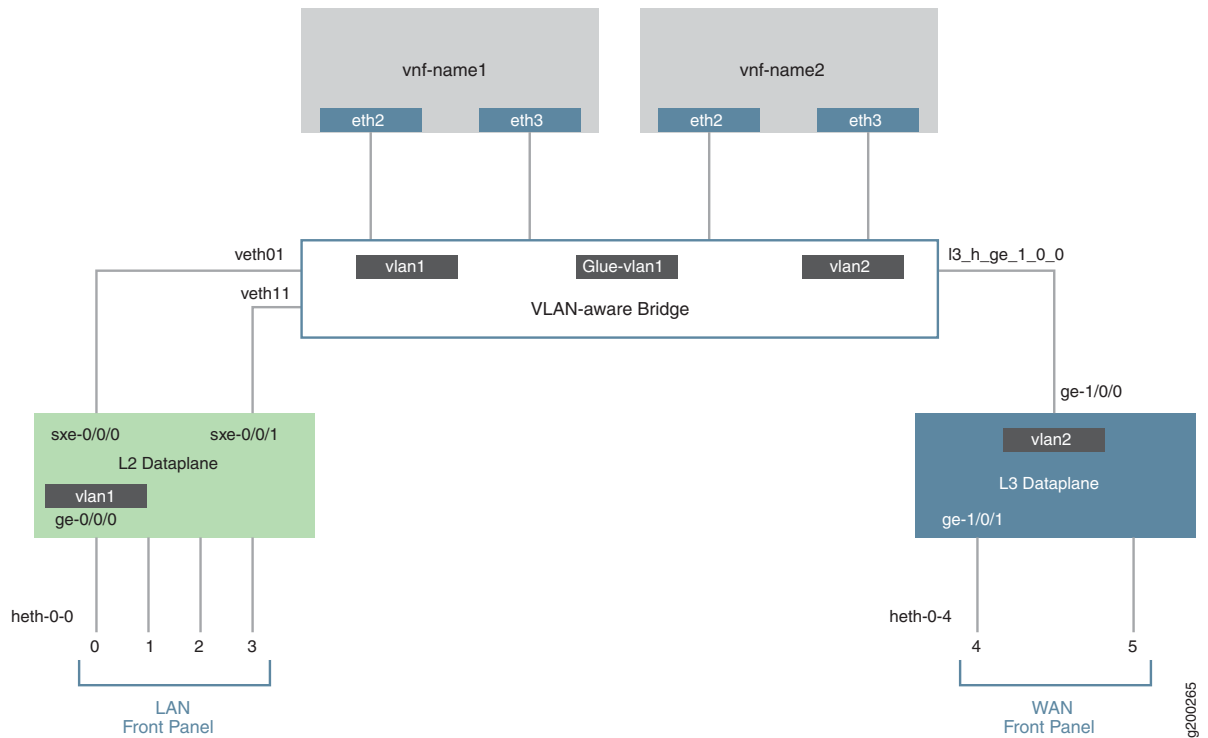 vnf-name1
vnf-name2
eth2
eth3
eth2
eth3
veth01
vlan1
Glue-vlan1
vlan2
l3_h_ge_1_0_0
veth11
VLAN-aware Bridge
ge-1/0/0
sxe-0/0/0
sxe-0/0/1
vlan2
L2 Dataplane
L3 Dataplane
vlan1
ge-0/0/0
ge-1/0/1
heth-0-0
heth-0-4
0
1
2
3
4
5
LAN
Front Panel
WAN
Front Panel
g200265